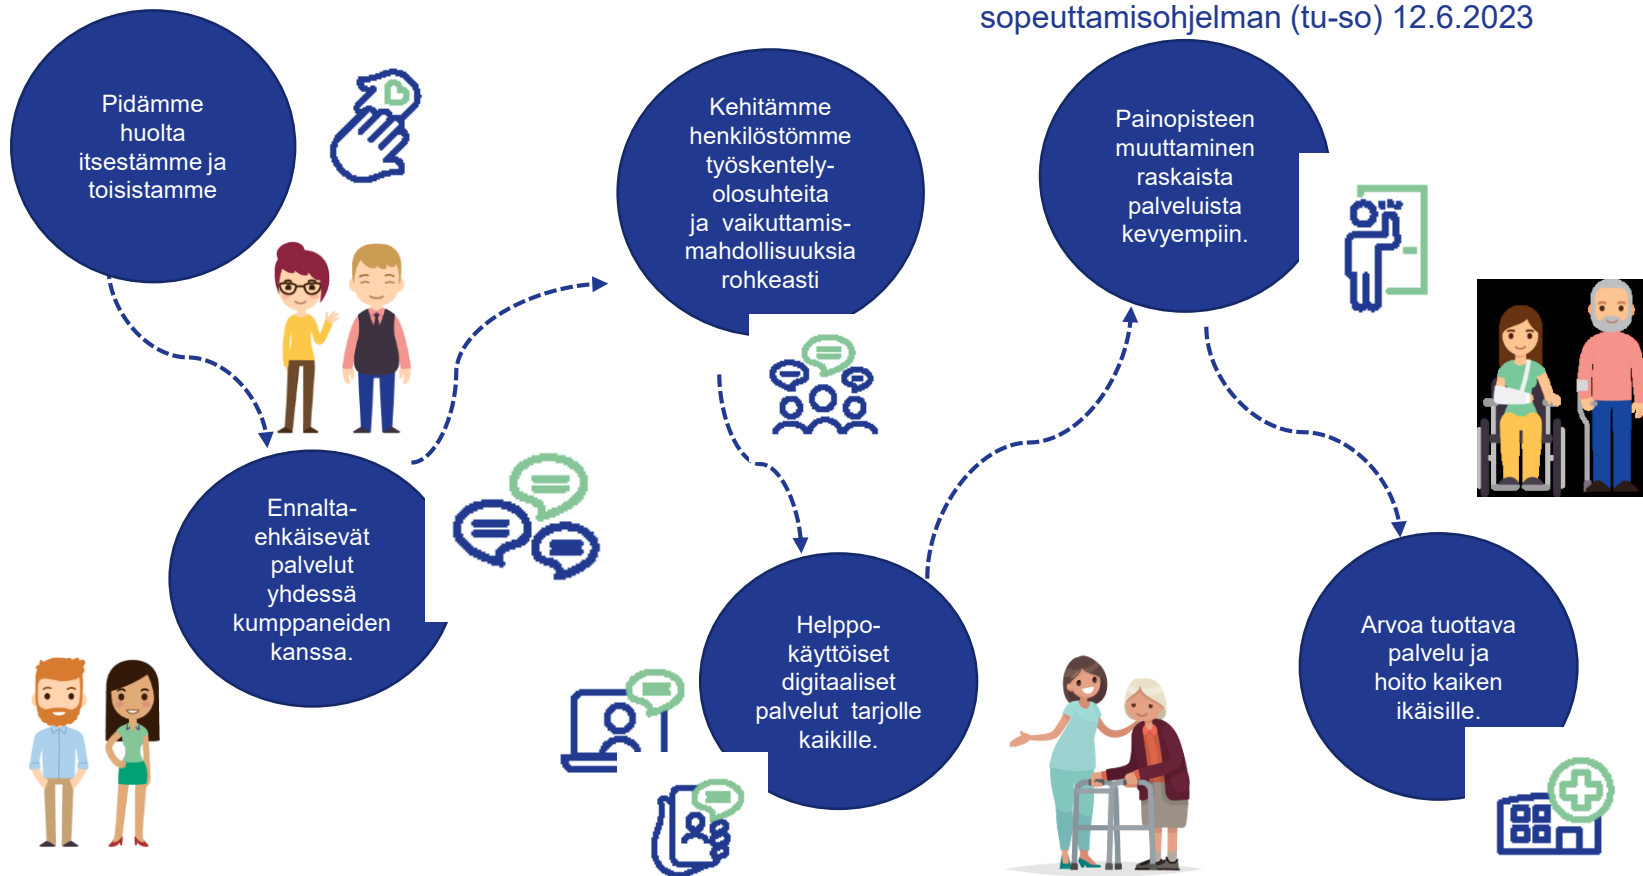 sopeuttamisohjelman (tu-so) 12.6.2023
Pidämme
huolta
itsestämme ja
toisistamme
Ennalta-
ehkäisevät
palvelut
yhdessä
kumppaneiden
kanssa.
Kehitämme
henkilöstömme
työskentely-
olosuhteita
ja vaikuttamis-
mahdollisuuksia
rohkeasti
Helppo-
käyttöiset
digitaaliset
palvelut tarjolle
kaikille.
Painopisteen
muuttaminen
raskaista
palveluista
kevyempiin.
Arvoa tuottava
palvelu ja
hoito kaiken
ikäisille.